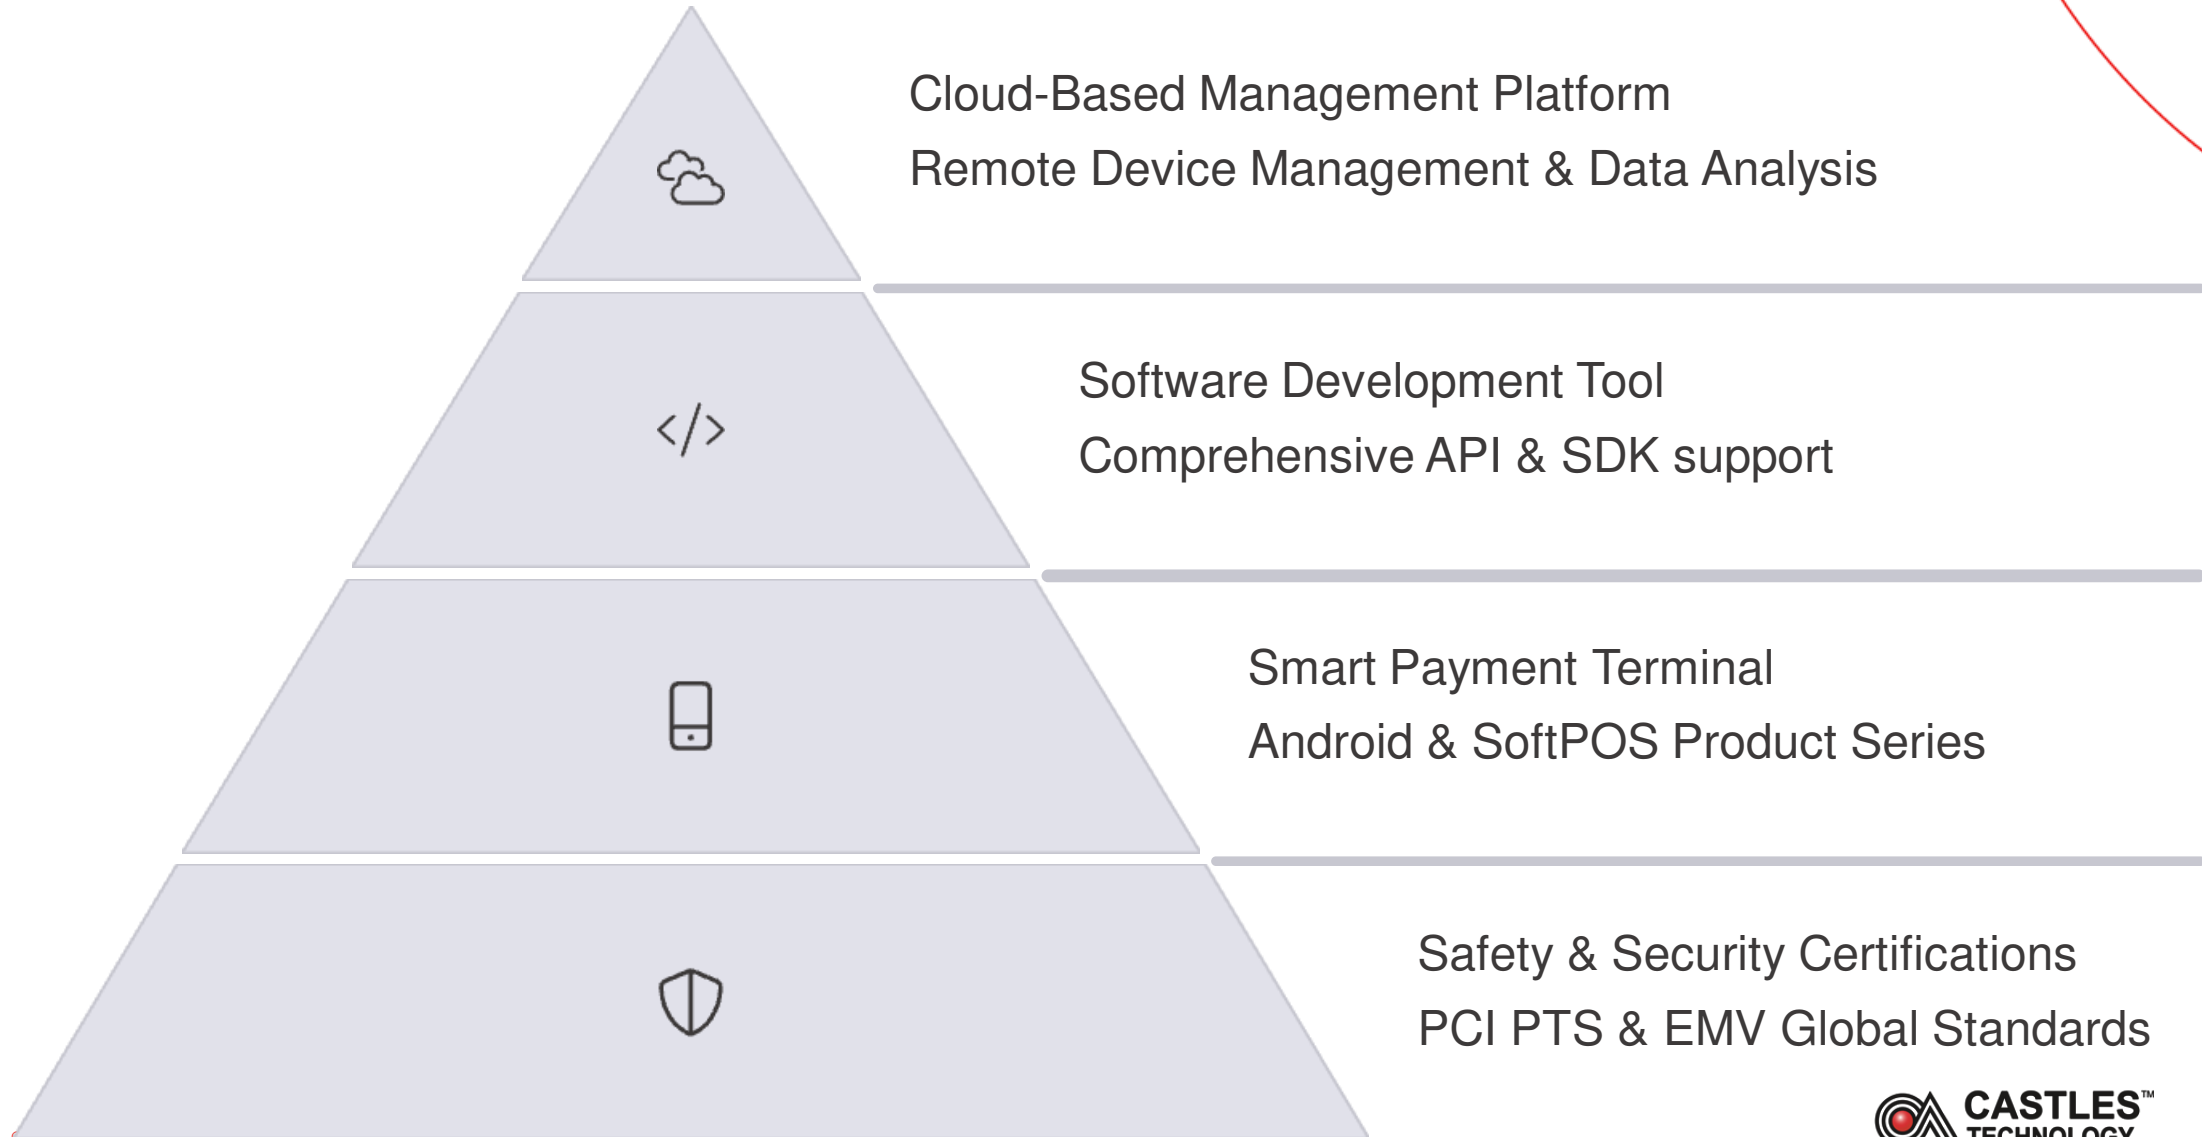 Cloud-Based Management Platform
Remote Device Management & Data Analysis
</>
Software Development Tool
Comprehensive API & SDK support
Smart Payment Terminal
Android & SoftPOS Product Series
Safety & Security Certifications
PCI PTS & EMV Global Standards
CASTLES™
TECHNOLOGY